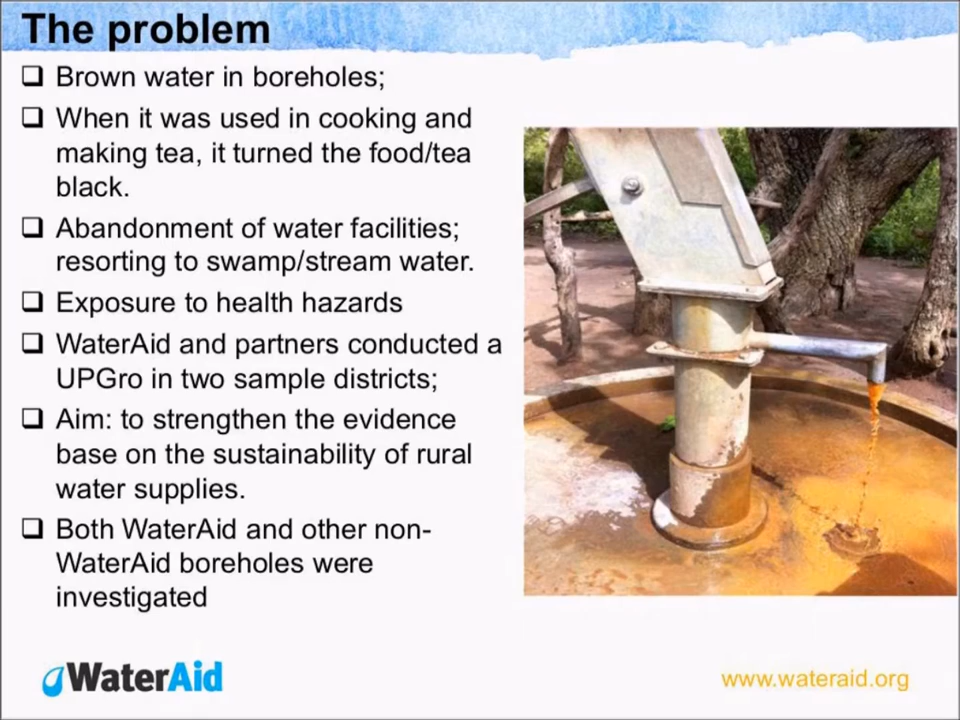 The problem
❑ Brown water in boreholes;
❑ When it was used in cooking and
making tea, it turned the food/tea
black.
❑ Abandonment of water facilities;
resorting to swamp/stream water.
❑ Exposure to health hazards
❑ WaterAid and partners conducted a
UPGro in two sample districts;
❑ Aim: to strengthen the evidence
base on the sustainability of rural
water supplies.
❑ Both WaterAid and other non-
WaterAid boreholes were
investigated
WaterAid
www.wateraid.org